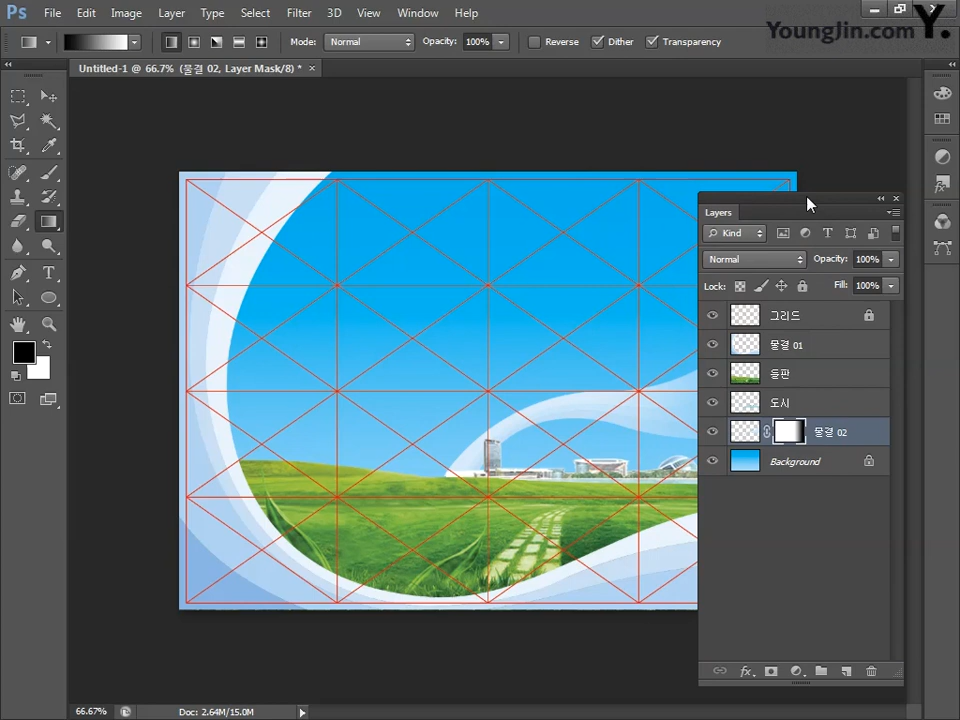 Ps File Edit Image Layer Type Select Filter 3D View Window Help
YoungJin.com Y.
Mode: Normal Opacity: 100% Reverse Dither Transparency
Untitled-1 @ 66.7% (물결 02, Layer Mask/8) * ×
Layers
Kind
Normal Opacity: 100%
Lock: Fill: 100%
그리드
물결 01
들판
도시
물결 02
Background
fx
66.67% Doc: 2.64M/15.0M